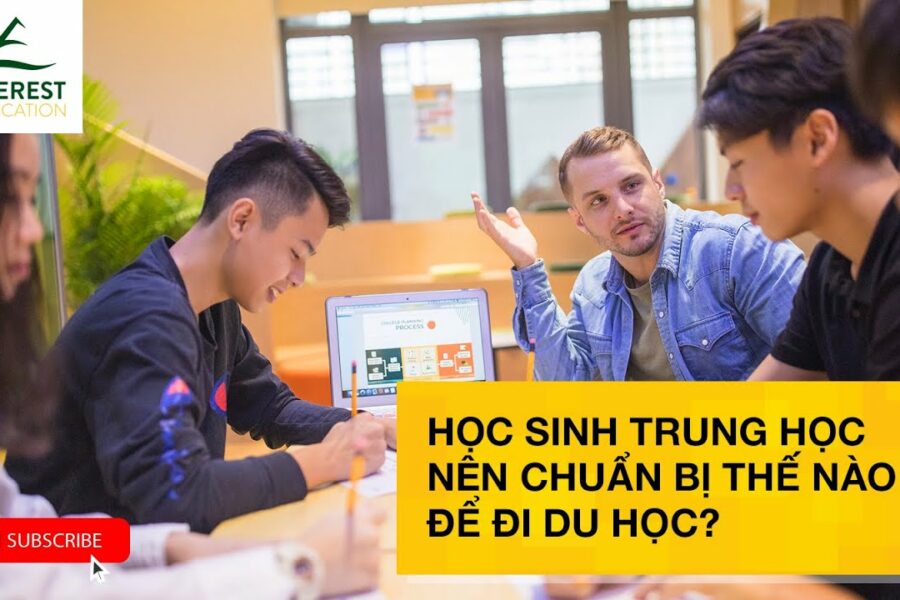 EREST
CATION
COLLEGE PLANNING
PROCESS
HỌC SINH TRUNG HỌC
NÊN CHUẨN BỊ THẾ NÀO
ĐỂ ĐI DU HỌC?
SUBSCRIBE